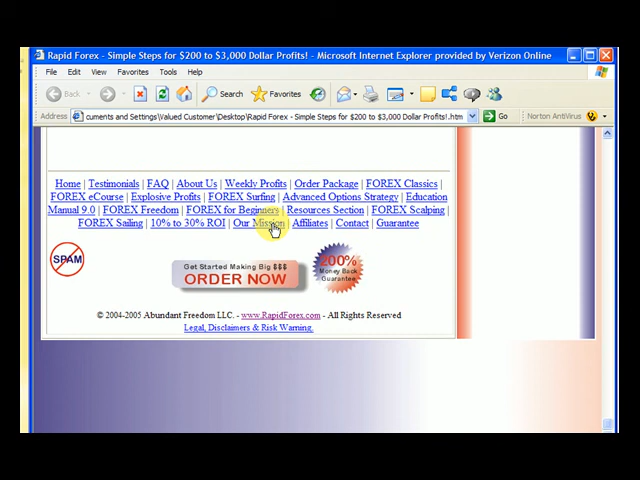 Rapid Forex - Simple Steps for $200 to $3,000 Dollar Profits! - Microsoft Internet Explorer provided by Verizon Online
File Edit View Favorites Tools Help
Back Search Favorites
Address cuments and Settings\Valued Customer\Desktop\Rapid Forex - Simple Steps for $200 to $3,000 Dollar Profits!.htm Go Norton AntiVirus
Home | Testimonials | FAQ | About Us | Weekly Profits | Order Package | FOREX Classics |
FOREX eCourse | Explosive Profits | FOREX Surfing | Advanced Options Strategy | Education
Manual 9.0 | FOREX Freedom | FOREX for Beginners | Resources Section | FOREX Scalping |
FOREX Sailing | 10% to 30% ROI | Our Mission | Affiliates | Contact | Guarantee
SPAM
Get Started Making Big $$$
ORDER NOW
200%
Money Back
Guarantee
© 2004-2005 Abundant Freedom LLC. - www.RapidForex.com - All Rights Reserved
Legal, Disclaimers & Risk Warning.